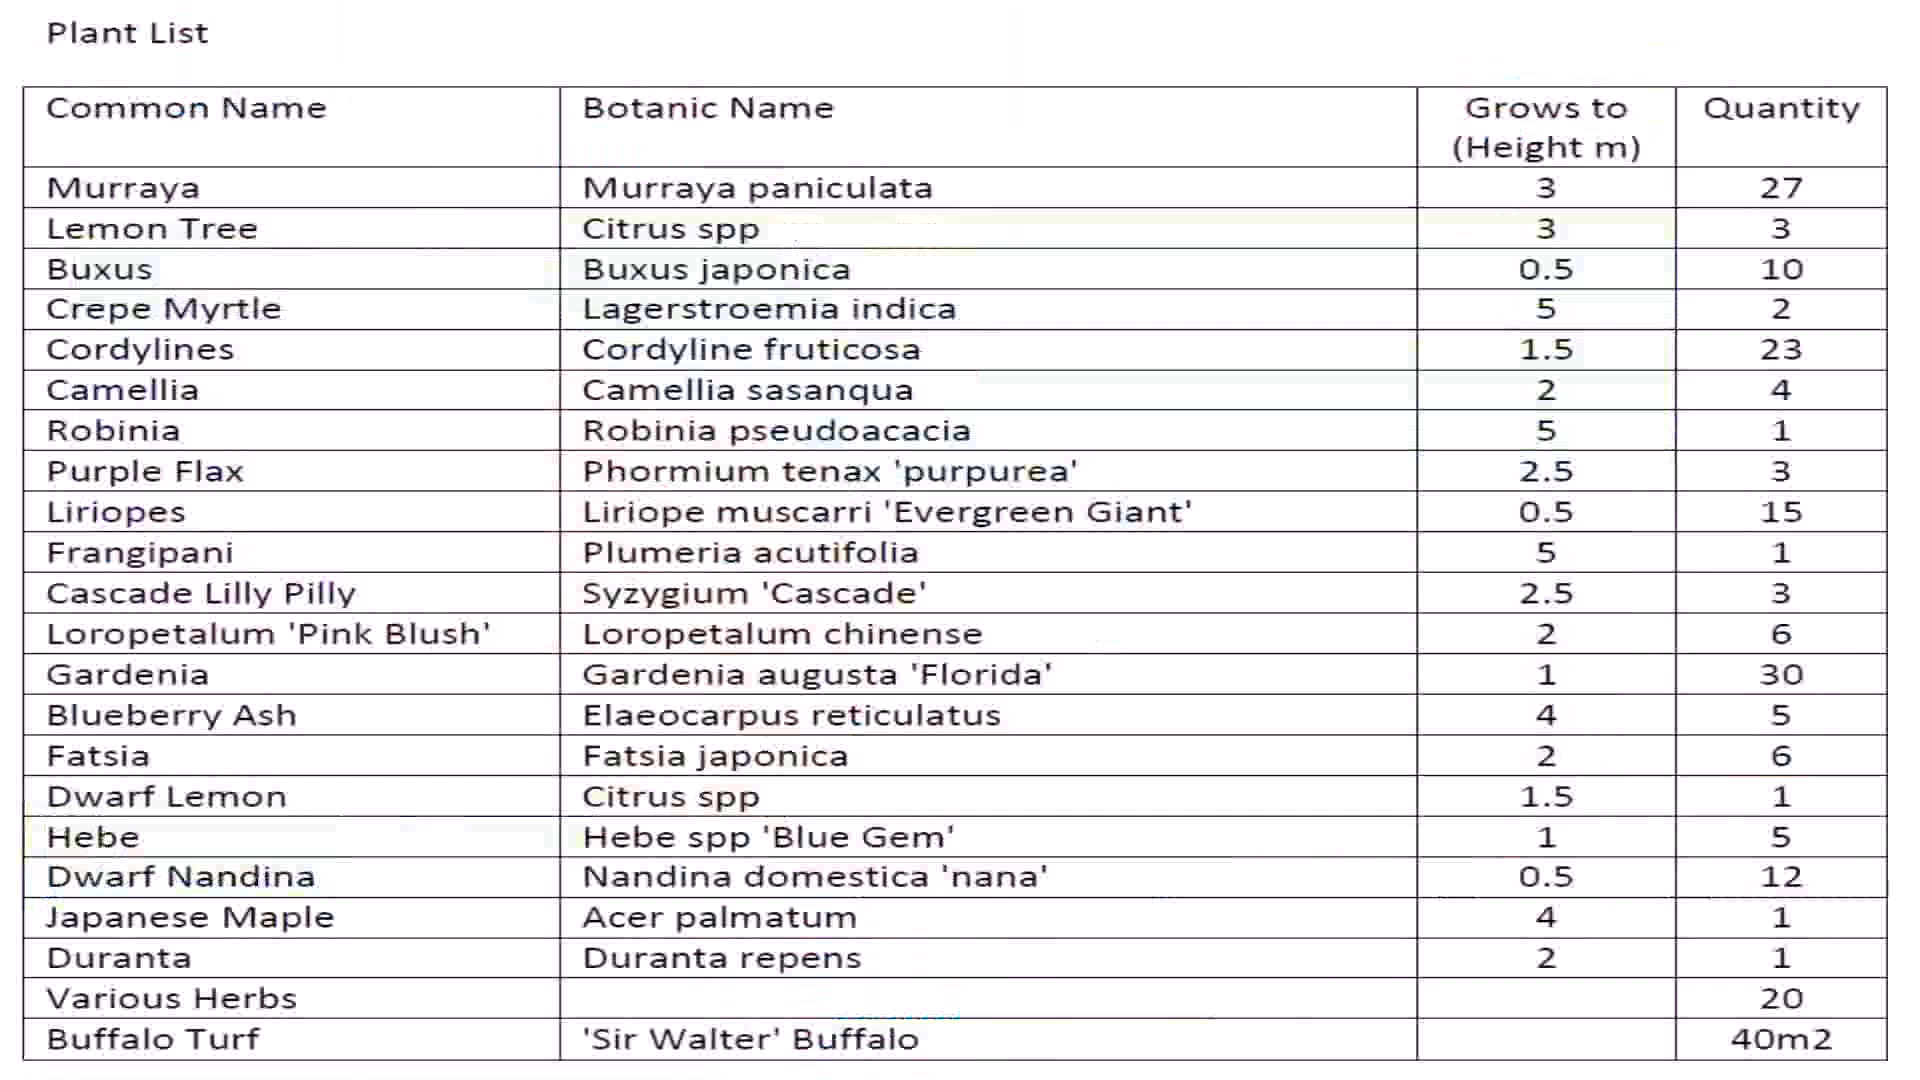 Plant List
Common Name Botanic Name Grows to (Height m) Quantity
Murraya Murraya paniculata 3 27
Lemon Tree Citrus spp 3 3
Buxus Buxus japonica 0.5 10
Crepe Myrtle Lagerstroemia indica 5 2
Cordylines Cordyline fruticosa 1.5 23
Camellia Camellia sasanqua 2 4
Robinia Robinia pseudoacacia 5 1
Purple Flax Phormium tenax 'purpurea' 2.5 3
Liriopes Liriope muscarri 'Evergreen Giant' 0.5 15
Frangipani Plumeria acutifolia 5 1
Cascade Lilly Pilly Syzygium 'Cascade' 2.5 3
Loropetalum 'Pink Blush' Loropetalum chinense 2 6
Gardenia Gardenia augusta 'Florida' 1 30
Blueberry Ash Elaeocarpus reticulatus 4 5
Fatsia Fatsia japonica 2 6
Dwarf Lemon Citrus spp 1.5 1
Hebe Hebe spp 'Blue Gem' 1 5
Dwarf Nandina Nandina domestica 'nana' 0.5 12
Japanese Maple Acer palmatum 4 1
Duranta Duranta repens 2 1
Various Herbs 20
Buffalo Turf 'Sir Walter' Buffalo 40m2